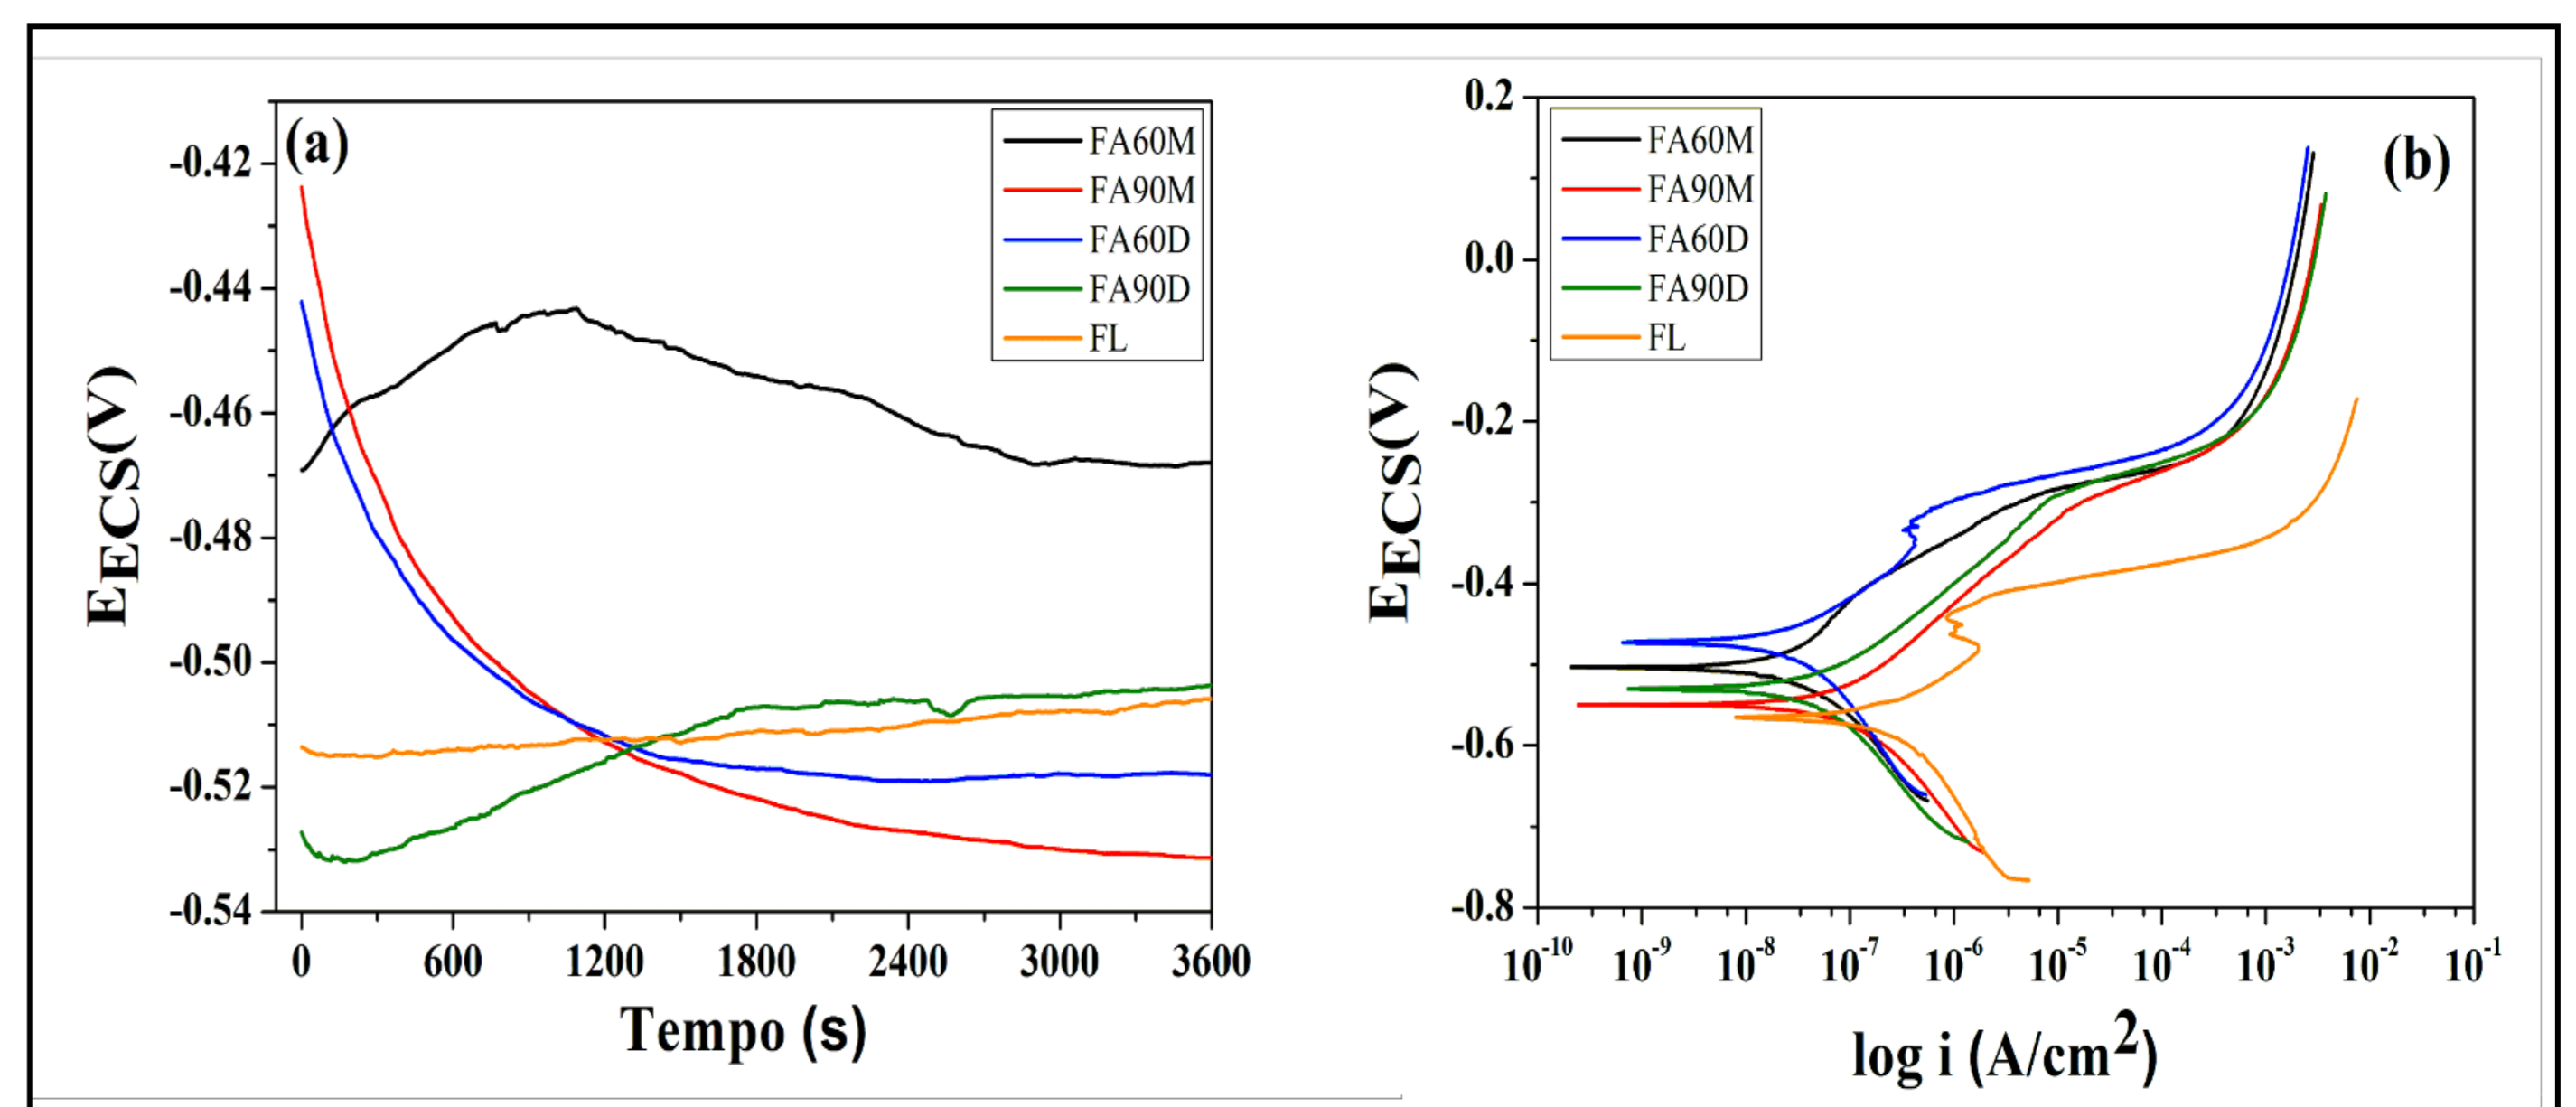 (a)
FA60M
FA90M
FA60D
FA90D
FL
-0.42
-0.44
-0.46
-0.48
-0.50
-0.52
-0.54
EECS(V)
0 600 1200 1800 2400 3000 3600
Tempo (s)
(b)
FA60M
FA90M
FA60D
FA90D
FL
0.2
0.0
-0.2
-0.4
-0.6
-0.8
EECS(V)
10-10 10-9 10-8 10-7 10-6 10-5 10-4 10-3 10-2 10-1
log i (A/cm2)